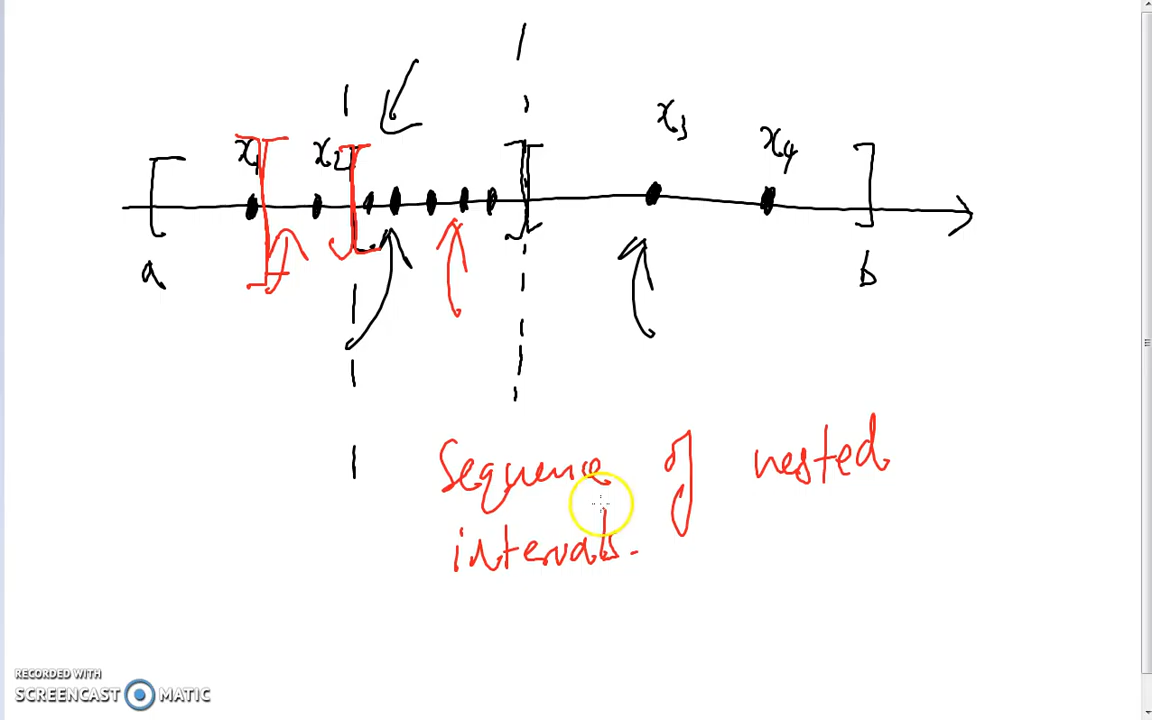 x1 x2 x3 x4
a b
Sequence of nested
intervals.
RECORDED WITH
SCREENCAST MATIC